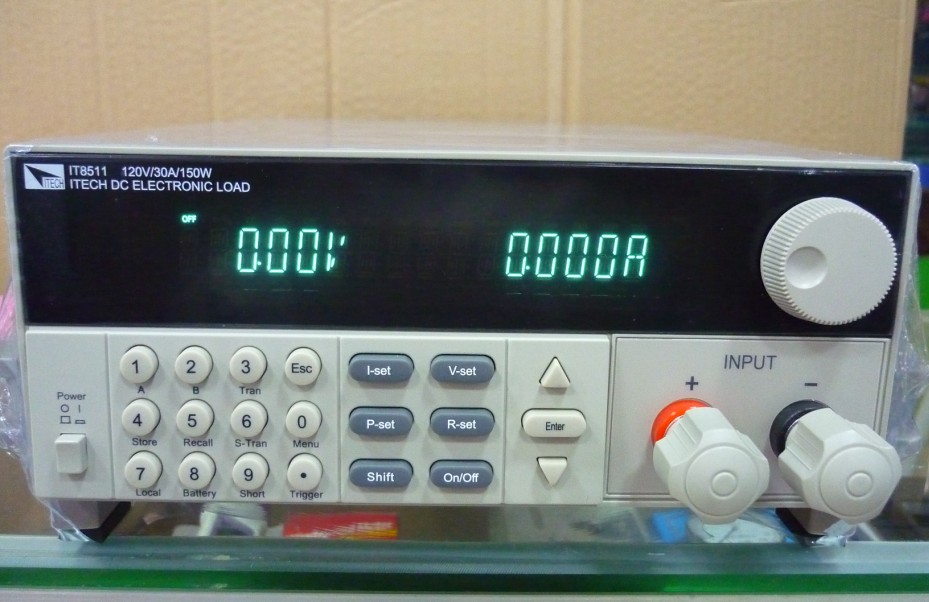 ITECH
IT8511 120V/30A/150W
ITECH DC ELECTRONIC LOAD
OFF
0.00V 0.000A
Power
1 2 3 Esc
A B Tran
4 5 6 0
Store Recall S-Tran Menu
7 8 9 •
Local Battery Short Trigger
I-set V-set
P-set R-set
Shift On/Off
Enter
INPUT
+ −